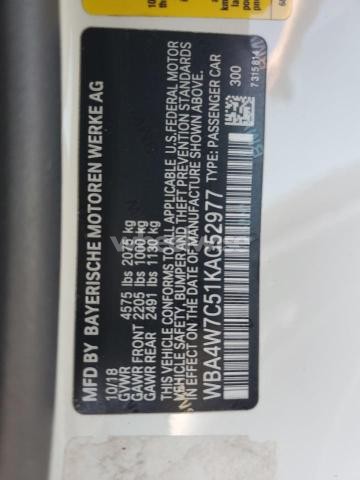 MFD BY BAYERISCHE MOTOREN WERKE AG
10/18
GVWR 4575 lbs 2075 kg
GAWR FRONT 2205 lbs 1000 kg
GAWR REAR 2491 lbs 1130 kg
THIS VEHICLE CONFORMS TO ALL APPLICABLE U.S.FEDERAL MOTOR
VEHICLE SAFETY, BUMPER AND THEFT PREVENTION STANDARDS
IN EFFECT ON THE DATE OF MANUFACTURE SHOWN ABOVE.
WBA4W7C51KAG52977 TYPE: PASSENGER CAR
300
7315814